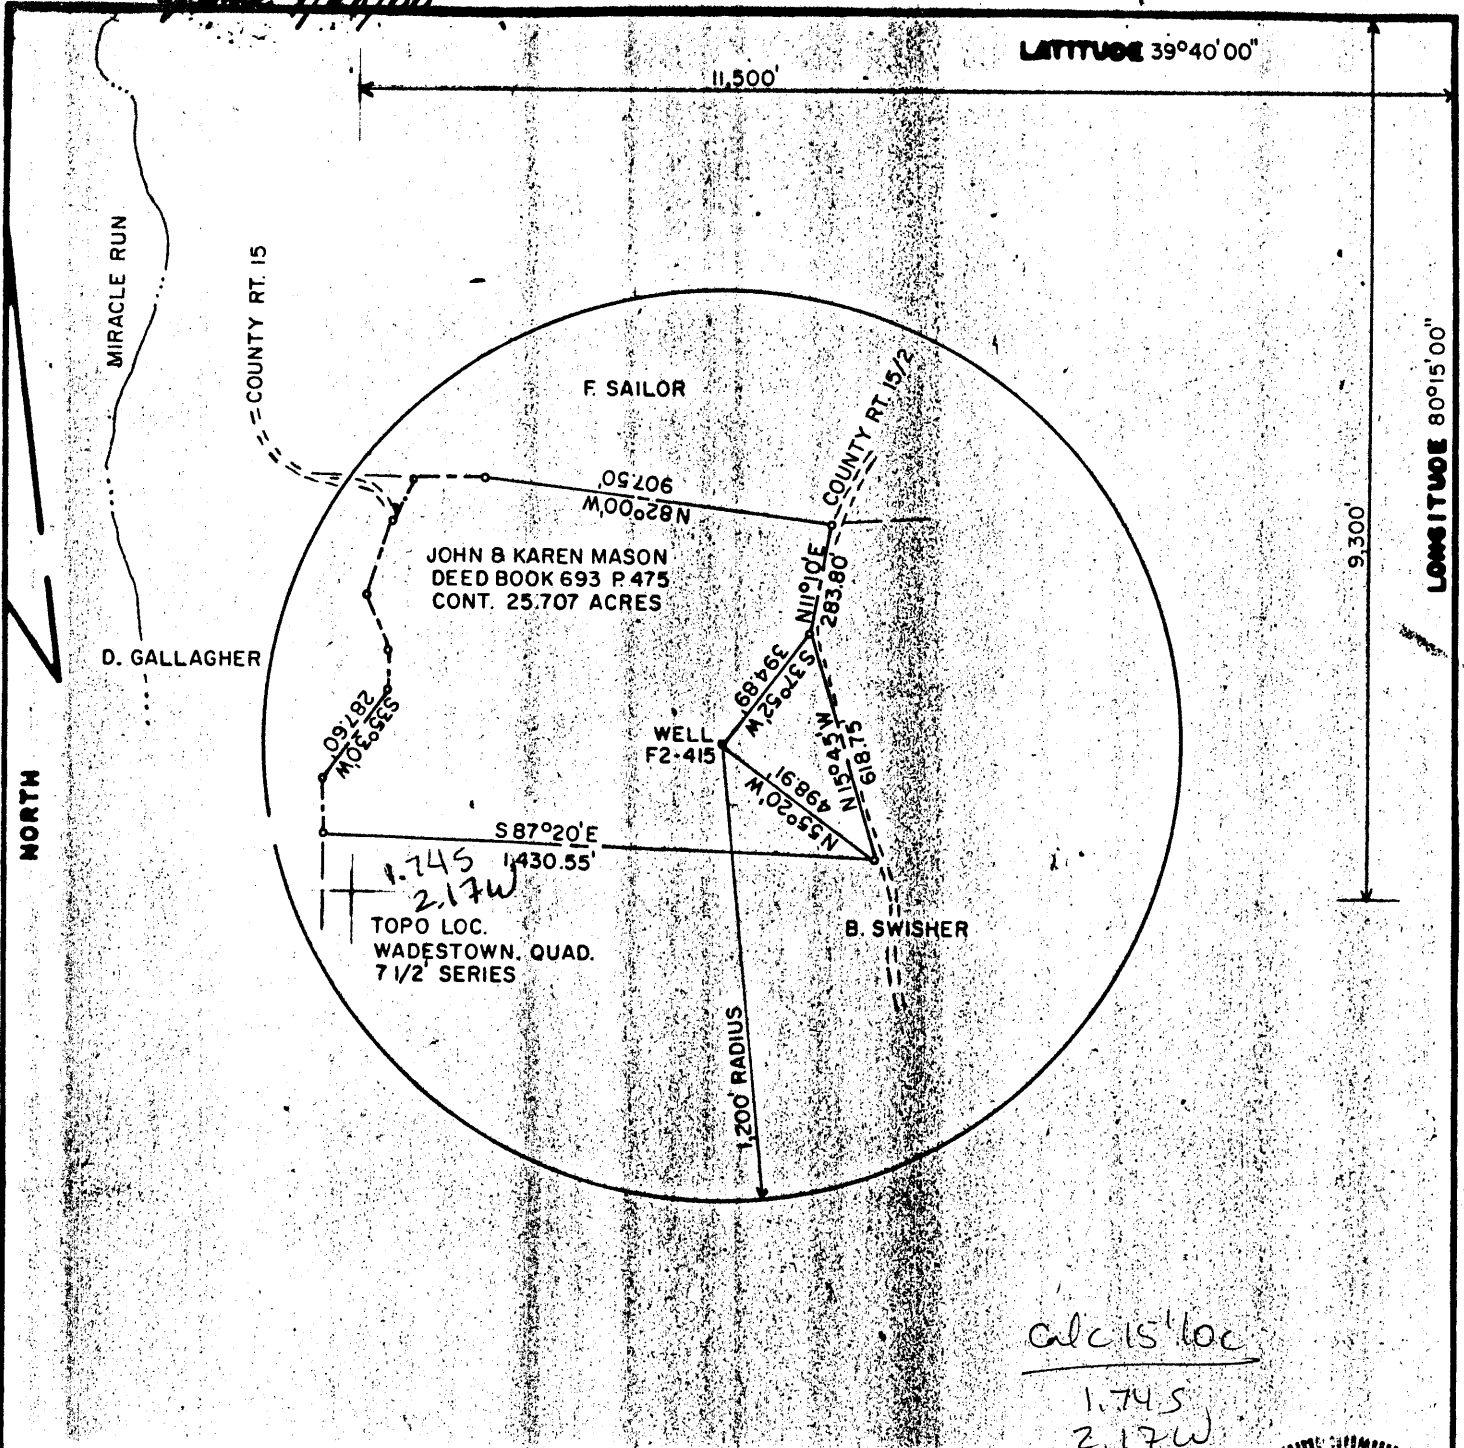 LATITUDE 39°40'00"
11,500'
LONGITUDE 80°15'00"
9,300'
MIRACLE RUN
COUNTY RT. 15
F. SAILOR
COUNTY RT. 15/2
907.50'
N82°00'W
JOHN & KAREN MASON
DEED BOOK 693 P. 475
CONT. 25.707 ACRES
N11°10'E
283.80'
D. GALLAGHER
S35°30'W
287.60'
S37°52'W
394.89'
WELL
F2-415
N15°45'W
618.75
N55°20'W
498.91'
NORTH
S87°20'E
1,430.55'
1.74S
2.17W
TOPO LOC.
WADESTOWN. QUAD.
7 1/2' SERIES
B. SWISHER
1,200' RADIUS
Calc 15' loc
1.74S
2.17W